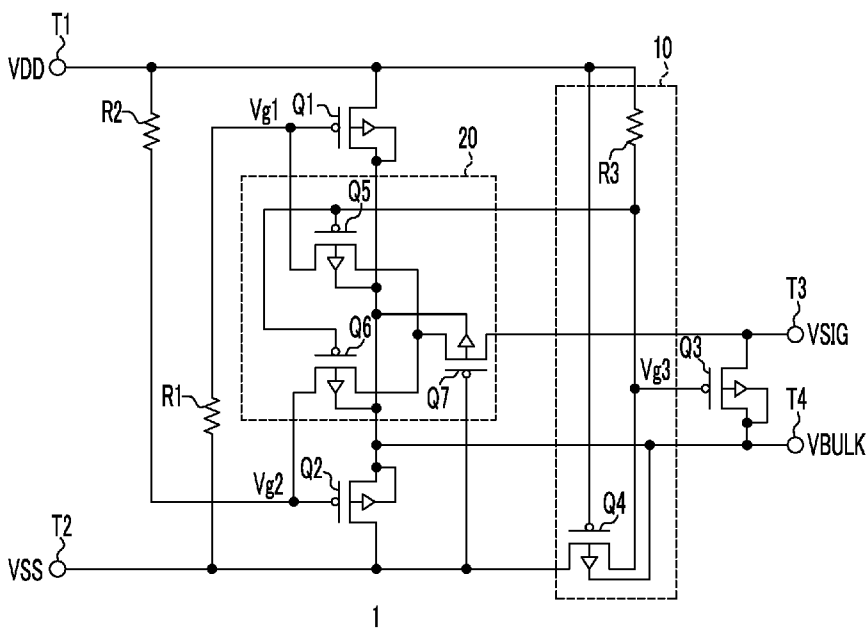 T1
VDD
10
R2
Vg1
Q1
20
R3
Q5
T3
VSIG
Q6
Q3
Q7
Vg3
T4
R1
VBULK
Q2
Vg2
Q4
T2
VSS
1